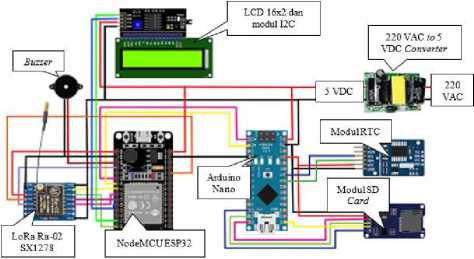 LCD 16x2 dan
modul I2C
220 VAC to 5
VDC Converter
Buzzer
5 VDC
220
VAC
Modul RTC
Arduino
Nano
Modul SD
Card
LoRa Ra-02
SX1278
NodeMCU ESP32